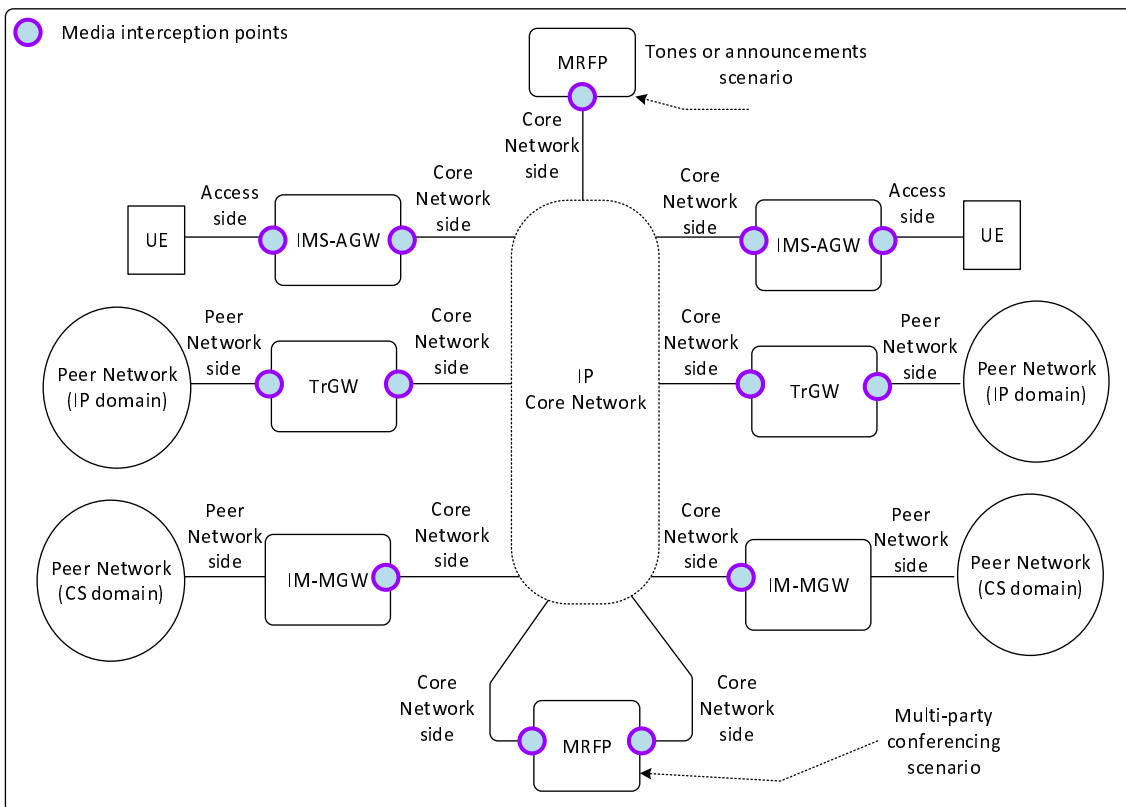 Media interception points
MRFP
Tones or announcements
scenario
Core
Network
side
Access
side
Core
Network
side
Core
Network
side
Access
side
UE
IMS-AGW
IMS-AGW
UE
Peer
Network
side
Core
Network
side
Core
Network
side
Peer
Network
side
Peer Network
(IP domain)
TrGW
IP
Core Network
TrGW
Peer Network
(IP domain)
Peer
Network
side
Core
Network
side
Core
Network
side
Peer
Network
side
Peer Network
(CS domain)
IM-MGW
IM-MGW
Peer Network
(CS domain)
Core
Network
side
MRFP
Core
Network
side
Multi-party
conferencing
scenario